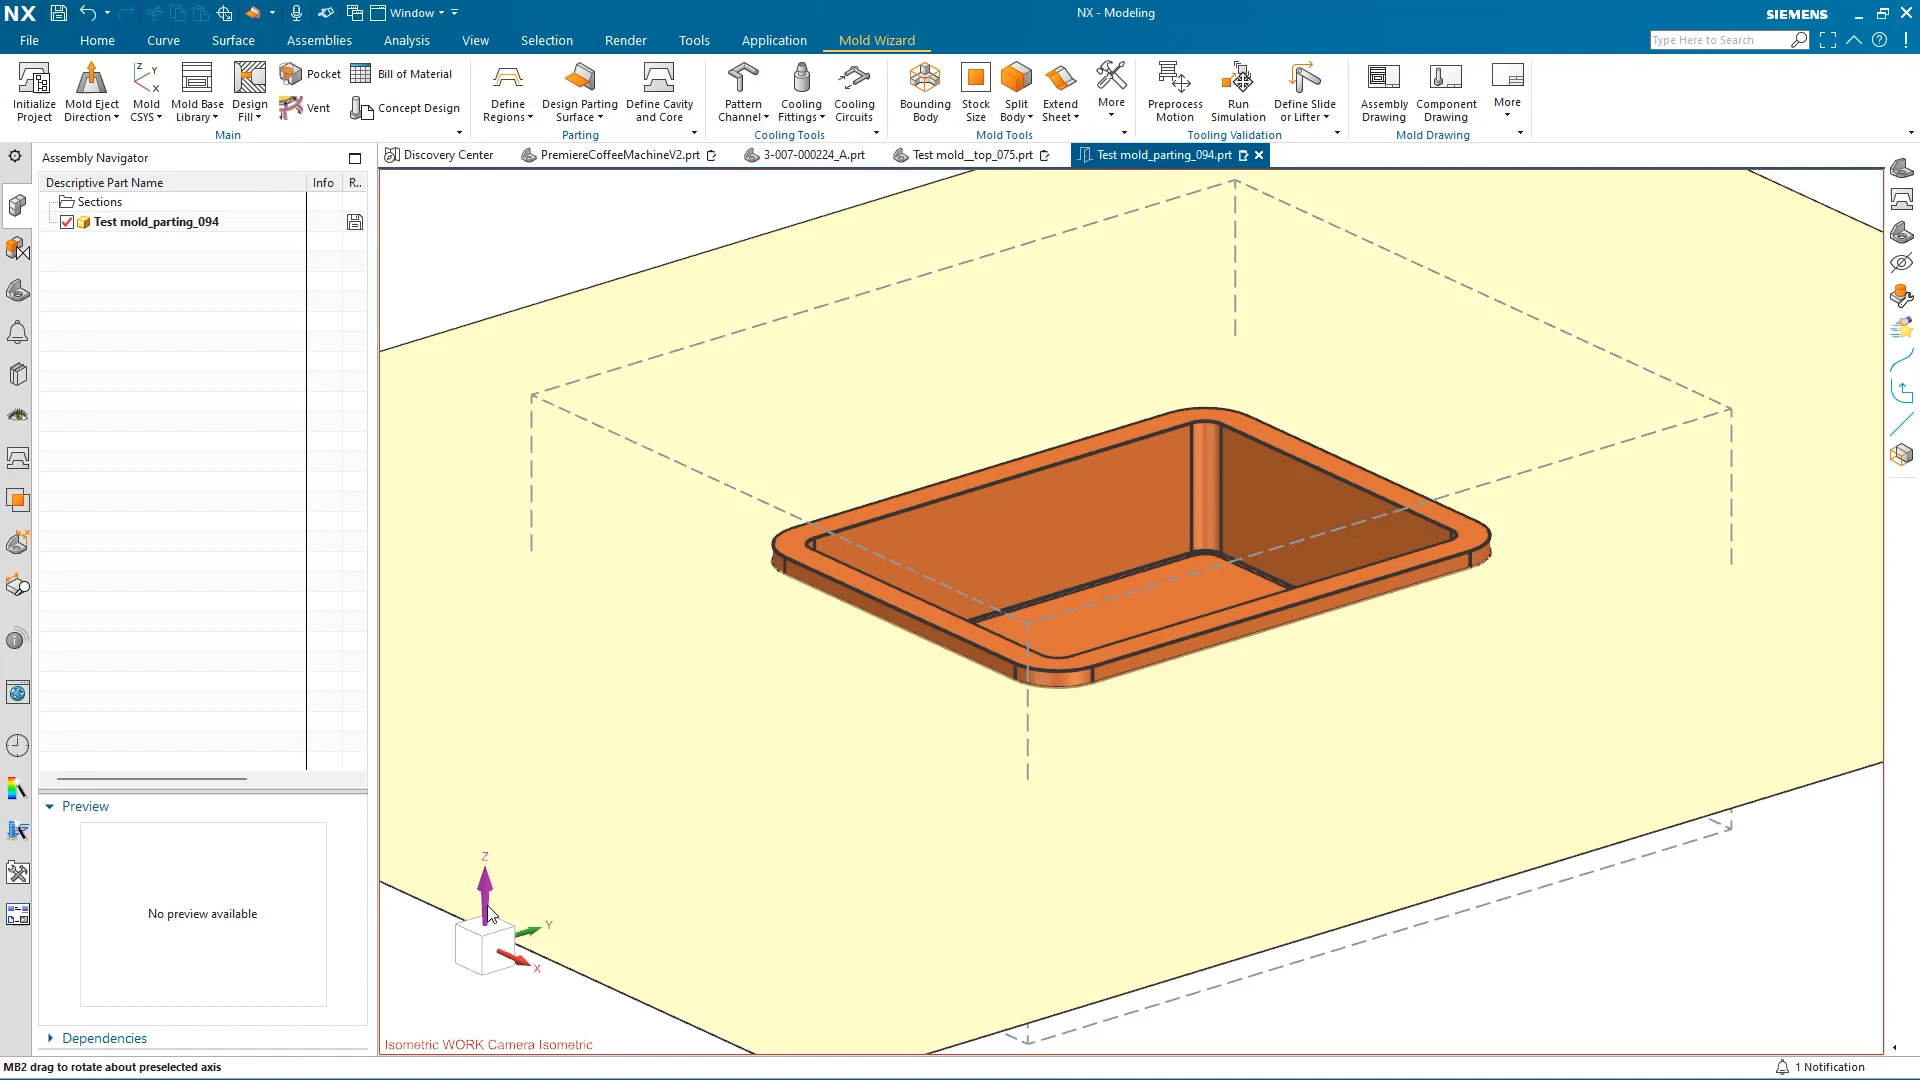 NX
Window
NX - Modeling
SIEMENS
File Home Curve Surface Assemblies Analysis View Selection Render Tools Application Mold Wizard
Type Here to Search
Initialize Project
Mold Eject Direction
Mold CSYS
Mold Base Library
Design Fill
Pocket
Vent
Bill of Material
Concept Design
Main
Define Regions
Design Parting Surface
Define Cavity and Core
Parting
Pattern Channel
Cooling Fittings
Cooling Circuits
Cooling Tools
Bounding Body
Stock Size
Split Body
Extend Sheet
More
Mold Tools
Preprocess Motion
Run Simulation
Define Slide or Lifter
Tooling Validation
Assembly Drawing
Component Drawing
More
Mold Drawing
Assembly Navigator
Discovery Center
PremiereCoffeeMachineV2.prt
3-007-000224_A.prt
Test mold__top_075.prt
Test mold_parting_094.prt
Descriptive Part Name Info R..
Sections
Test mold_parting_094
Preview
No preview available
Dependencies
Z
Y
X
Isometric WORK Camera Isometric
MB2 drag to rotate about preselected axis
1 Notification